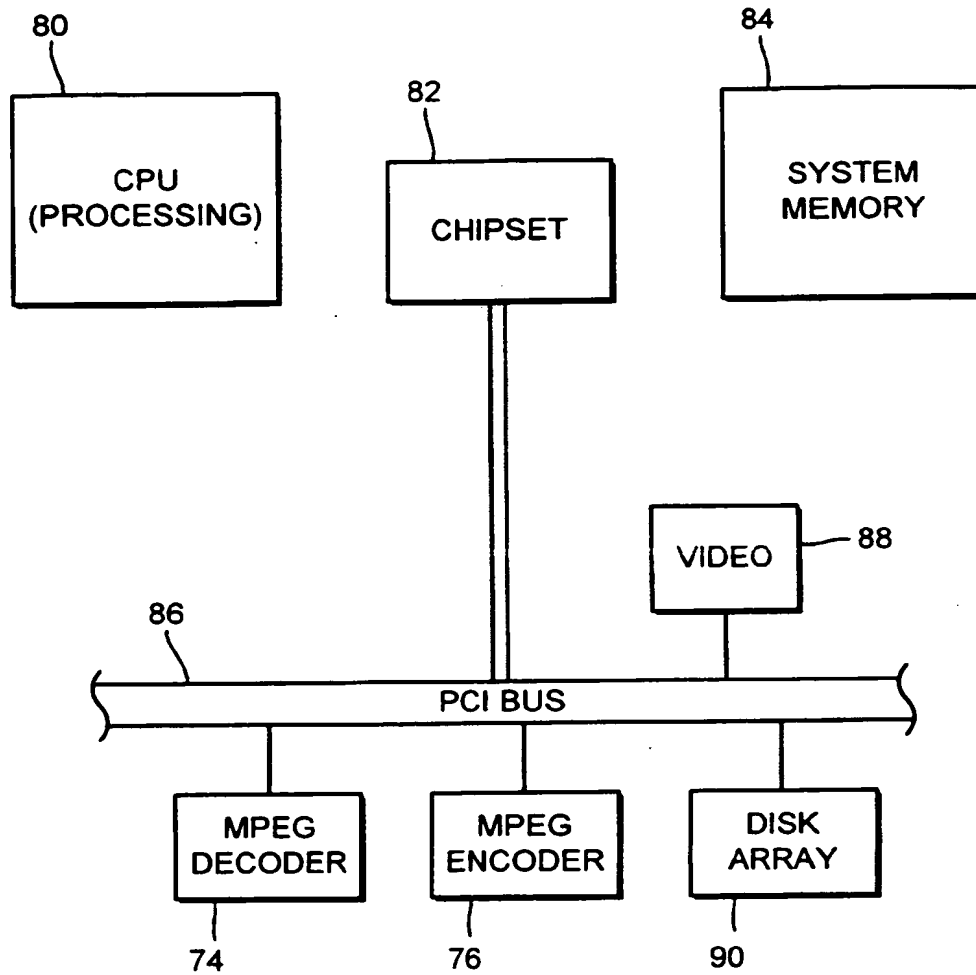 80
84
82
CPU
(PROCESSING)
CHIPSET
SYSTEM
MEMORY
VIDEO
88
86
PCI BUS
MPEG
DECODER
MPEG
ENCODER
DISK
ARRAY
74
76
90